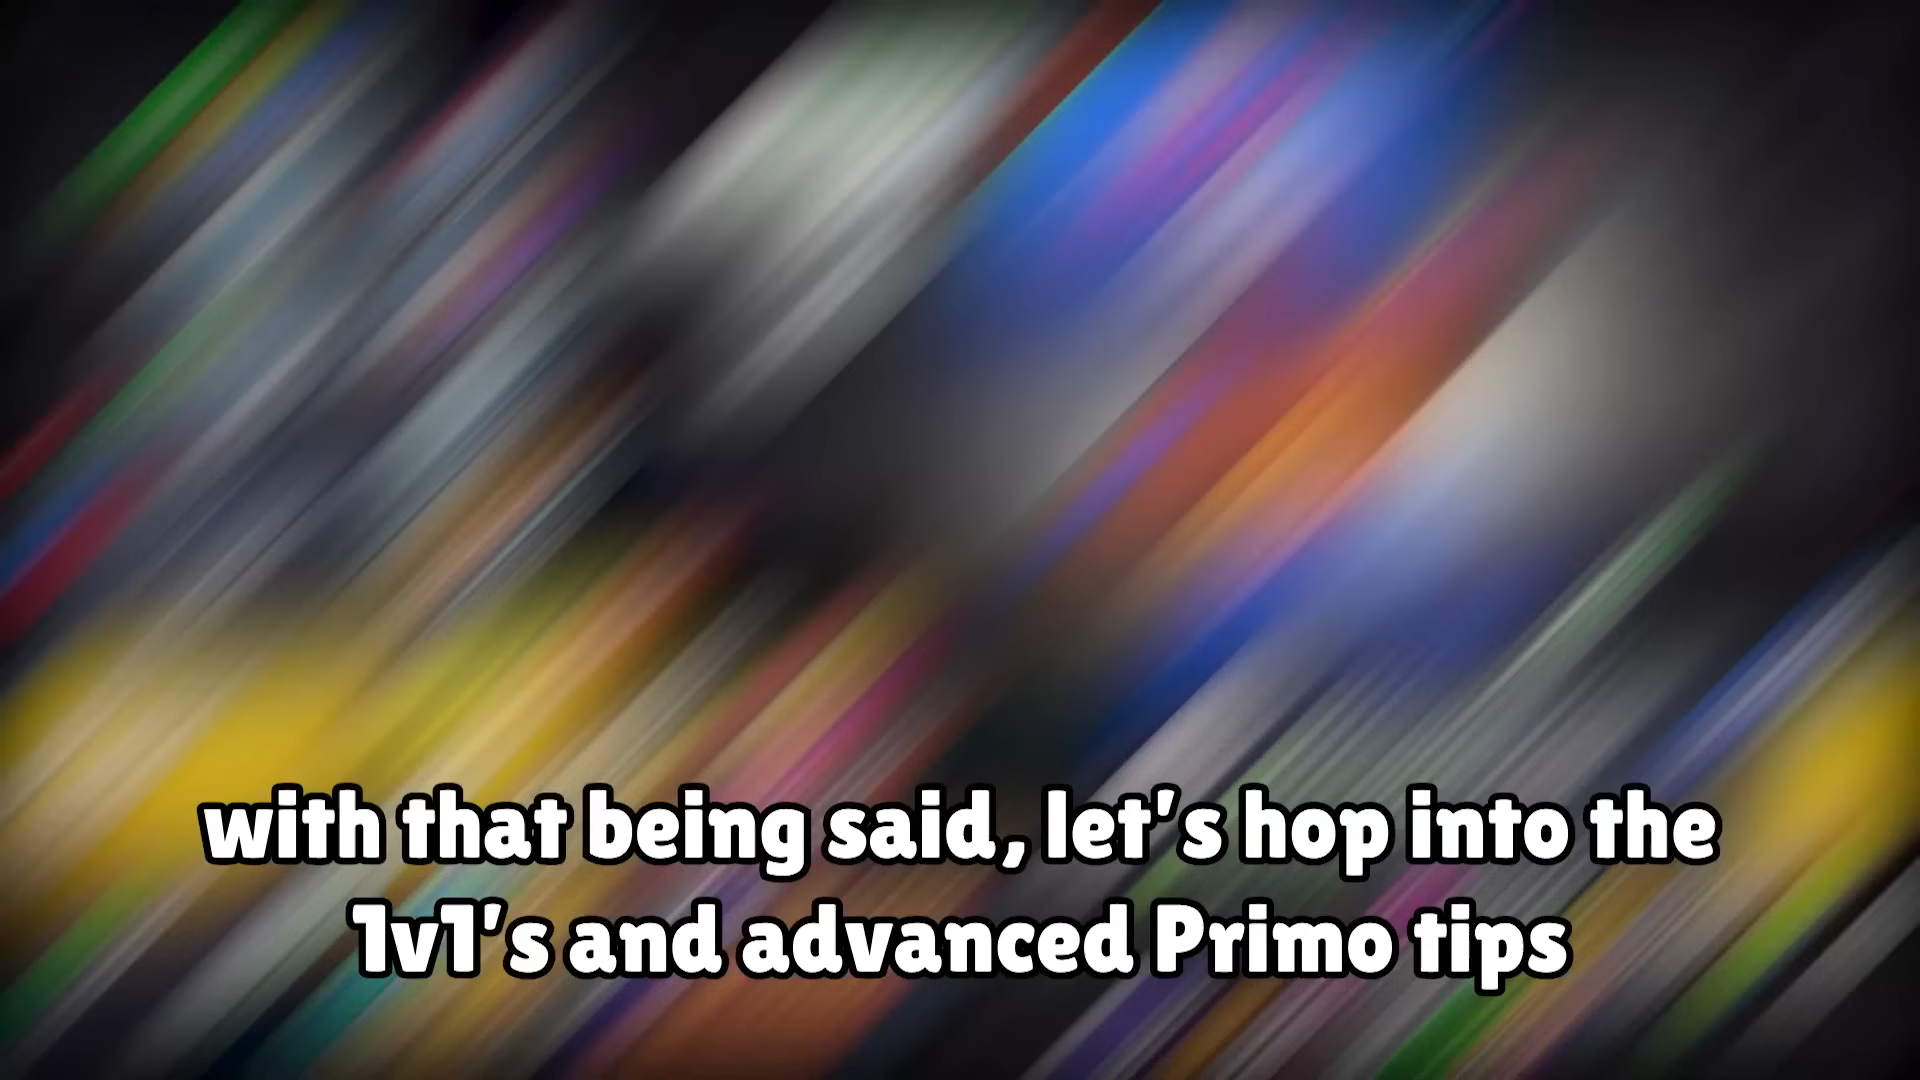 with that being said, let's hop into the
1v1's and advanced Primo tips